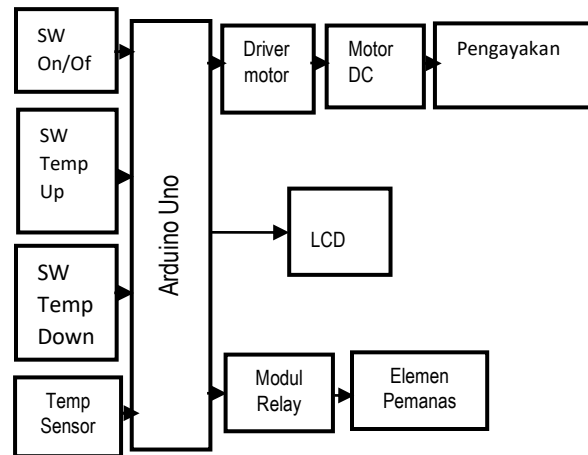 SW
On/Of
SW
Temp
Up
SW
Temp
Down
Temp
Sensor
Arduino Uno
Driver
motor
Motor
DC
Pengayakan
LCD
Modul
Relay
Elemen
Pemanas